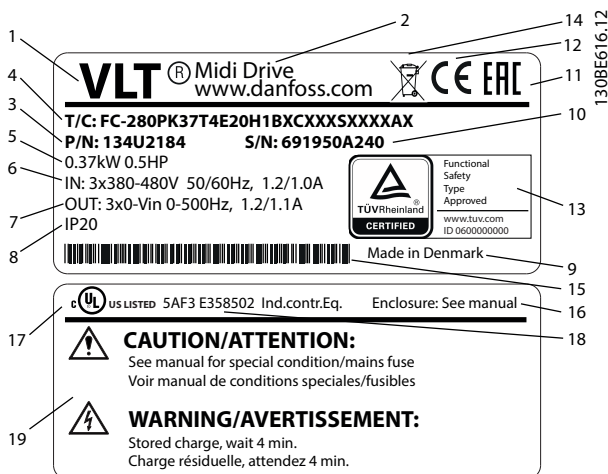 2
14
12
1
VLT ® Midi Drive
www.danfoss.com
CE EAC
11
130BE616.12
4
T/C: FC-280PK37T4E20H1BXCXXXSXXXXAX
3
P/N: 134U2184 S/N: 691950A240
10
5
0.37kW 0.5HP
6
IN: 3x380-480V 50/60Hz, 1.2/1.0A
7
OUT: 3x0-Vin 0-500Hz, 1.2/1.1A
8
IP20
TÜVRheinland ®
CERTIFIED
Functional
Safety
Type
Approved
www.tuv.com
ID 0600000000
13
Made in Denmark
9
15
c UL US LISTED 5AF3 E358502 Ind.contr.Eq. Enclosure: See manual
16
17
18
CAUTION/ATTENTION:
See manual for special condition/mains fuse
Voir manual de conditions speciales/fusibles
19
WARNING/AVERTISSEMENT:
Stored charge, wait 4 min.
Charge résiduelle, attendez 4 min.